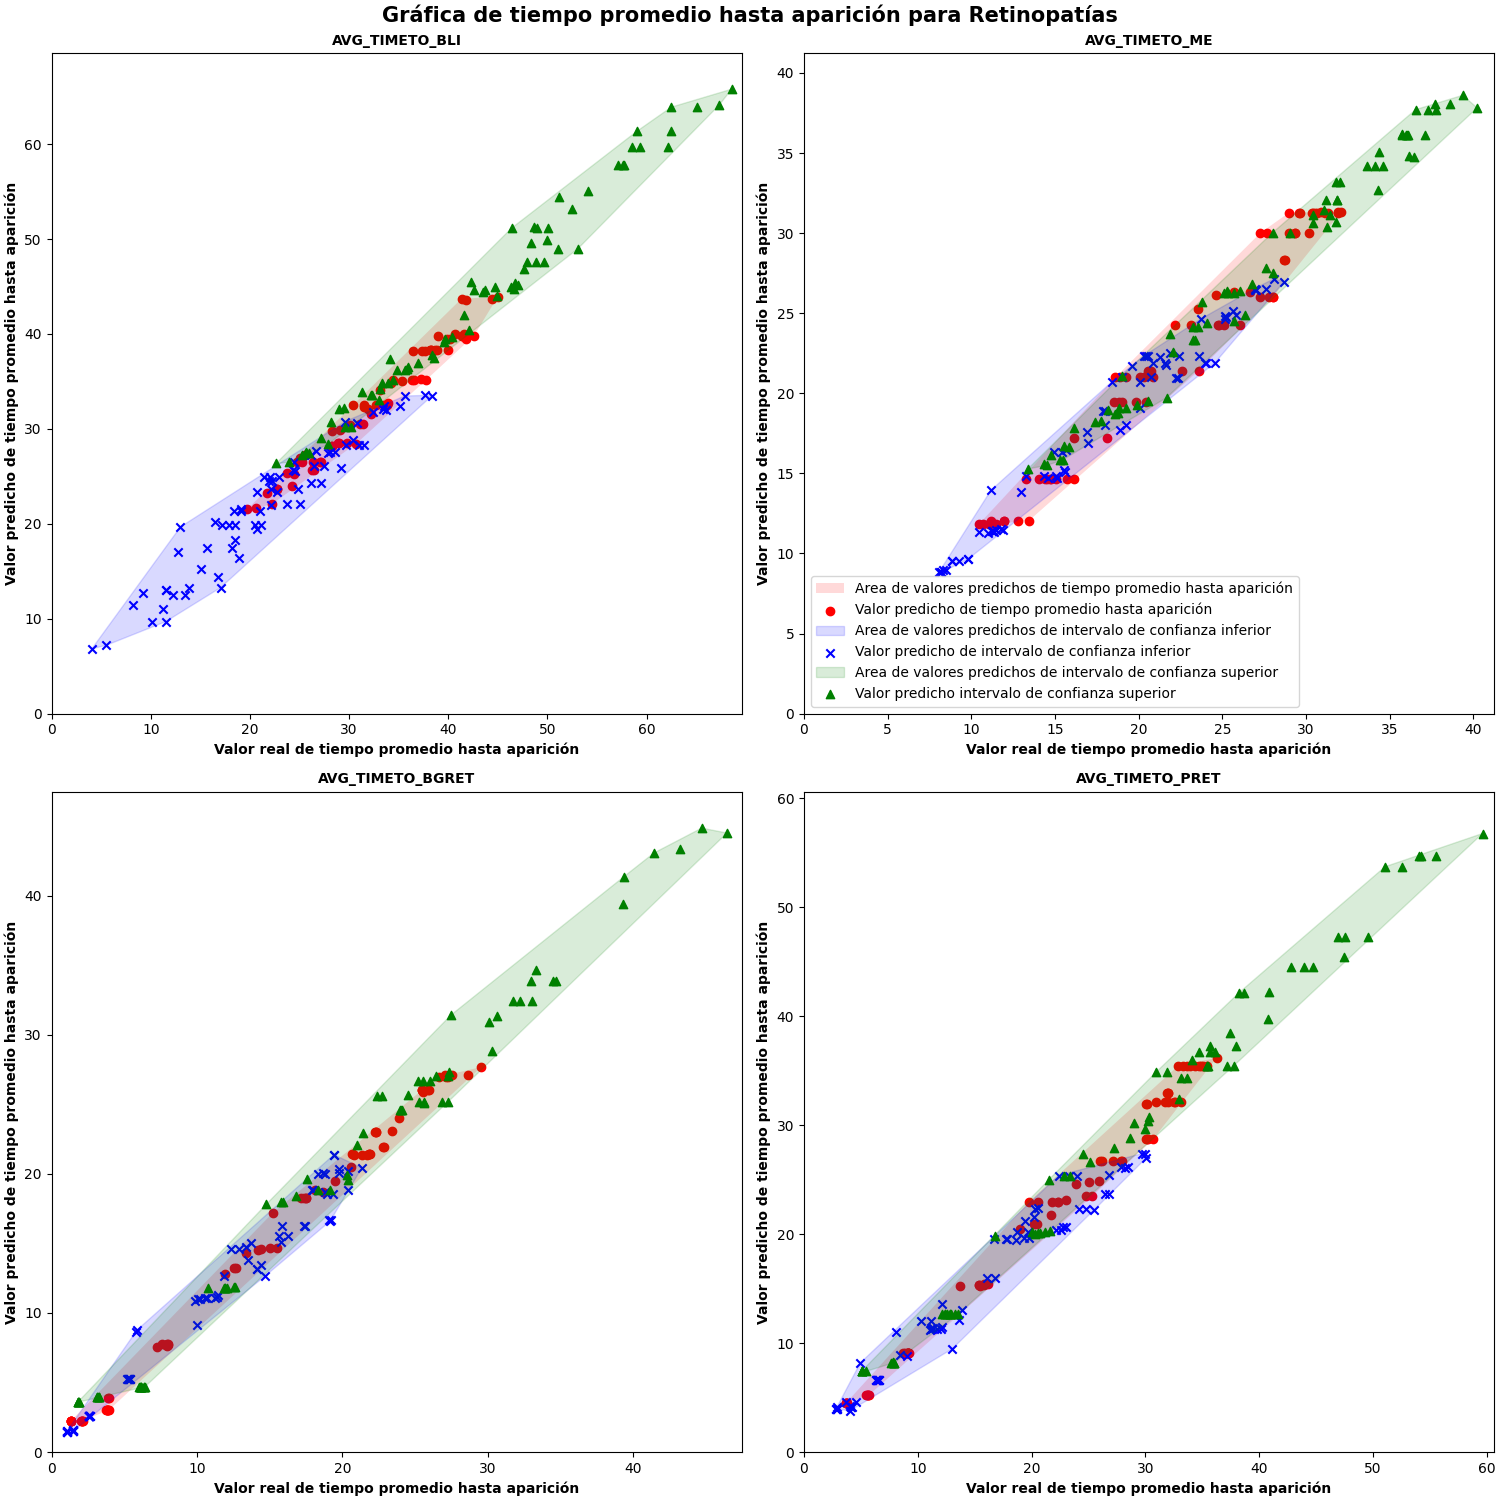 Gráfica de tiempo promedio hasta aparición para Retinopatías
AVG_TIMETO_BLI
Valor predicho de tiempo promedio hasta aparición
60
50
40
30
20
10
0
0 10 20 30 40 50 60
Valor real de tiempo promedio hasta aparición
AVG_TIMETO_ME
Valor predicho de tiempo promedio hasta aparición
40
35
30
25
20
15
10
5
0
Area de valores predichos de tiempo promedio hasta aparición
Valor predicho de tiempo promedio hasta aparición
Area de valores predichos de intervalo de confianza inferior
Valor predicho de intervalo de confianza inferior
Area de valores predichos de intervalo de confianza superior
Valor predicho intervalo de confianza superior
0 5 10 15 20 25 30 35 40
Valor real de tiempo promedio hasta aparición
AVG_TIMETO_BGRET
Valor predicho de tiempo promedio hasta aparición
40
30
20
10
0
0 10 20 30 40
Valor real de tiempo promedio hasta aparición
AVG_TIMETO_PRET
Valor predicho de tiempo promedio hasta aparición
60
50
40
30
20
10
0
0 10 20 30 40 50 60
Valor real de tiempo promedio hasta aparición